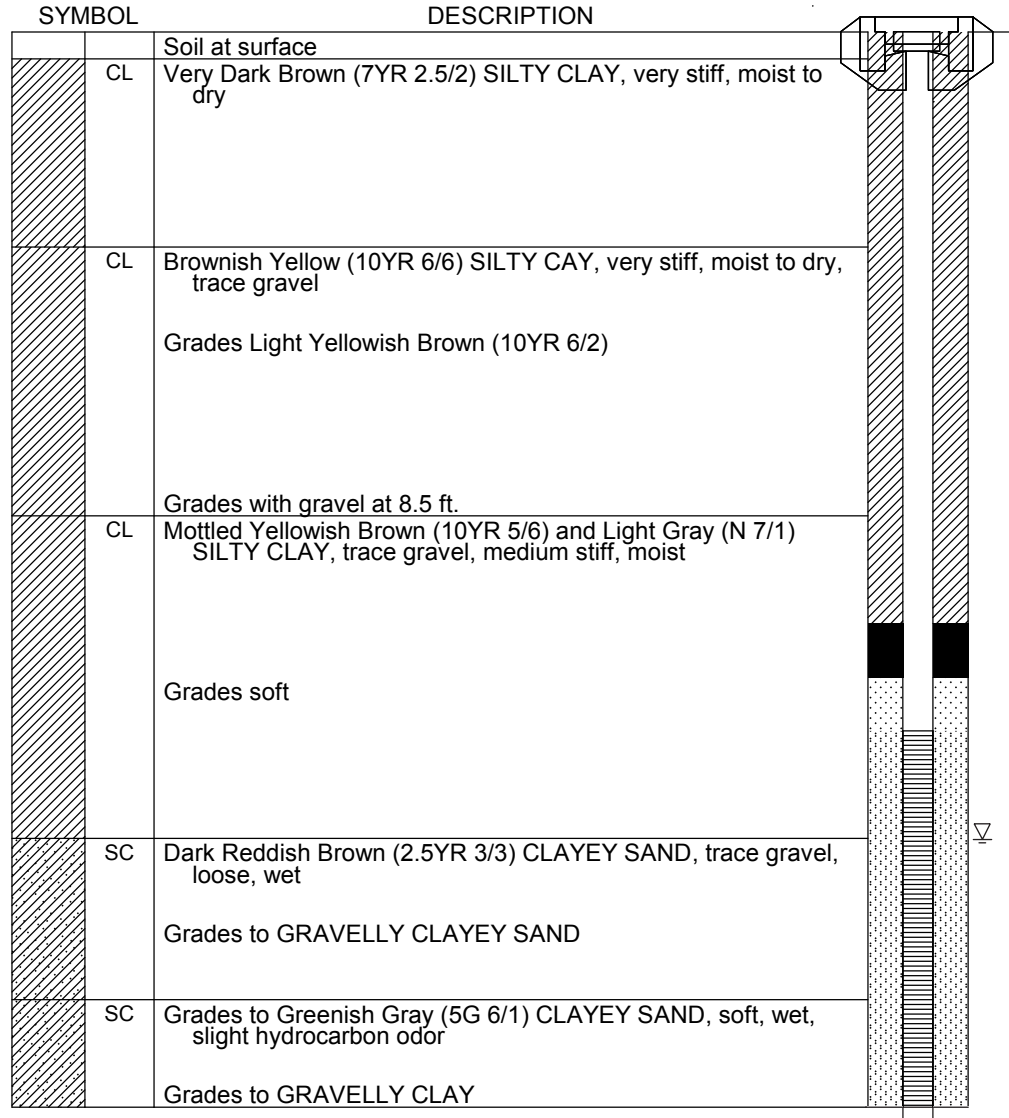 SYMBOL DESCRIPTION
Soil at surface
CL Very Dark Brown (7YR 2.5/2) SILTY CLAY, very stiff, moist to
dry
CL Brownish Yellow (10YR 6/6) SILTY CAY, very stiff, moist to dry,
trace gravel
Grades Light Yellowish Brown (10YR 6/2)
Grades with gravel at 8.5 ft.
CL Mottled Yellowish Brown (10YR 5/6) and Light Gray (N 7/1)
SILTY CLAY, trace gravel, medium stiff, moist
Grades soft
SC Dark Reddish Brown (2.5YR 3/3) CLAYEY SAND, trace gravel,
loose, wet
Grades to GRAVELLY CLAYEY SAND
SC Grades to Greenish Gray (5G 6/1) CLAYEY SAND, soft, wet,
slight hydrocarbon odor
Grades to GRAVELLY CLAY